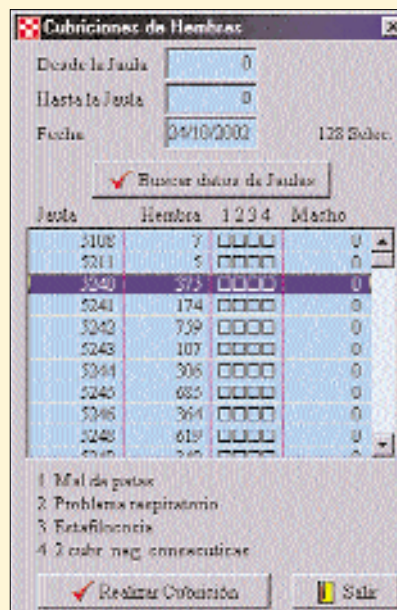 Cubriciones de Hembras
Desde la Jaula 0
Hasta la Jaula 0
Fecha 24/10/2002 128 Selec.
Buscar datos de Jaulas
Jaula Hembra 1 2 3 4 Macho
5108 7 0
5211 5 0
5240 373 0
5241 174 0
5242 739 0
5243 107 0
5244 306 0
5245 685 0
5246 364 0
5248 619 0
1 Mal de patas
2 Problema respiratorio
3 Estafilococia
4 2 cubr. neg. consecuticas
Realizar Cubrición Salir